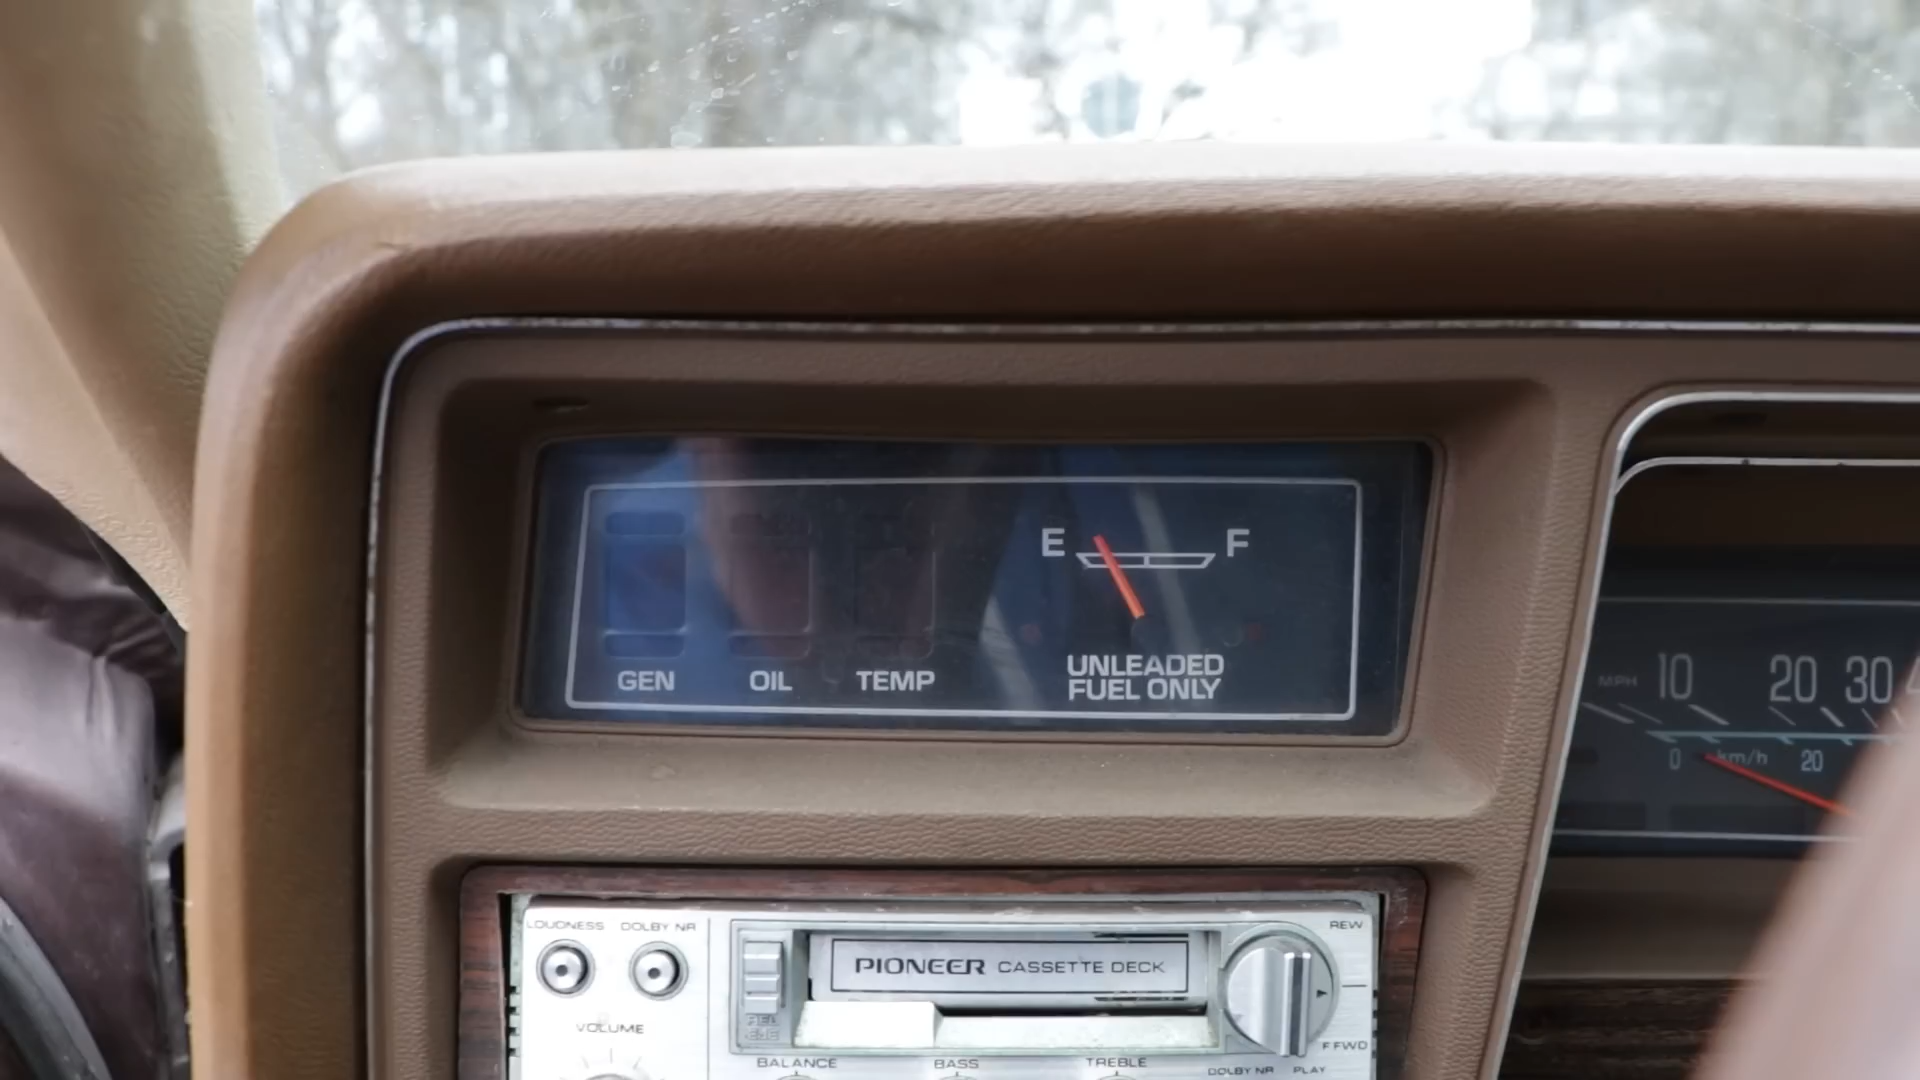 E F
GEN OIL TEMP
UNLEADED
FUEL ONLY
MPH 10 20 30
0 km/h 20
LOUDNESS DOLBY NR
REW
PIONEER CASSETTE DECK
VOLUME
FFWD
BALANCE BASS TREBLE
DOLBY NR PLAY